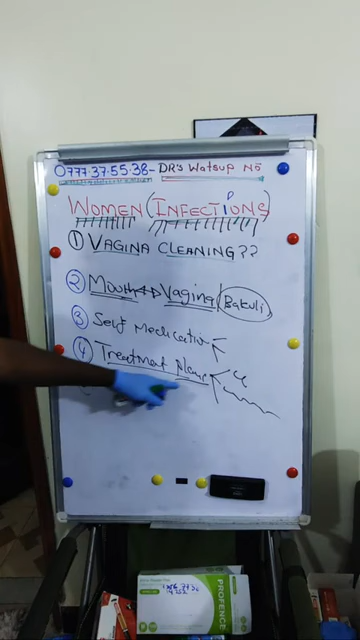 0777-37-55-38- DR's Watsup No
WOMEN (INFECTIONS)
① VAGINA CLEANING??
② Mouth Vagina Bakuli
③ Self Medication
④ Treatment plans
PROFENCE